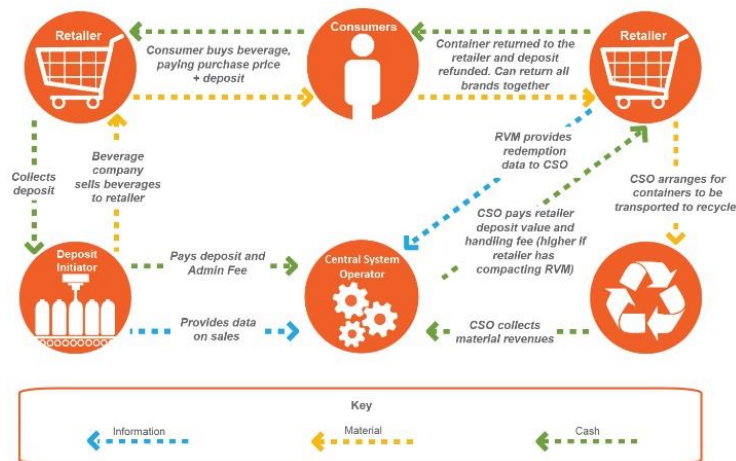 Retailer
Consumers
Retailer
Consumer buys beverage,
paying purchase price
+ deposit
Container returned to the
retailer and deposit
refunded. Can return all
brands together
Collects
deposit
Beverage
company
sells beverages
to retailer
RVM provides
redemption
data to CSO
CSO arranges for
containers to be
transported to recycle
CSO pays retailer
deposit value and
handling fee (higher if
retailer has
compacting RVM)
Deposit
Initiator
Pays deposit and
Admin Fee
Central System
Operator
Provides data
on sales
CSO collects
material revenues
Key
Information
Material
Cash